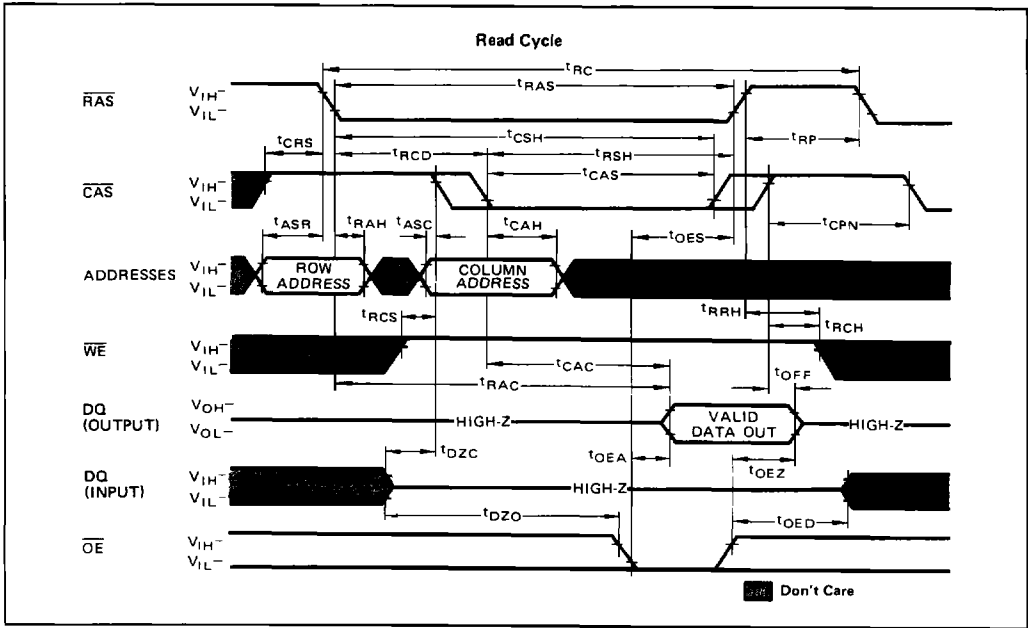 Read Cycle
tRC
RAS VIH– VIL– tRAS
tCSH tRP
tCRS tRCD tRSH
CAS VIH– VIL– tCAS
tASR tRAH tASC tCAH tOES tCPN
ADDRESSES VIH– VIL– ROW ADDRESS COLUMN ADDRESS
tRCS tRRH tRCH
WE VIH– VIL– tCAC tOFF
tRAC
DQ (OUTPUT) VOH– VOL– HIGH-Z VALID DATA OUT HIGH-Z
tDZC tOEA tOEZ
DQ (INPUT) VIH– VIL– HIGH-Z
tDZO tOED
OE VIH– VIL–
Don't Care